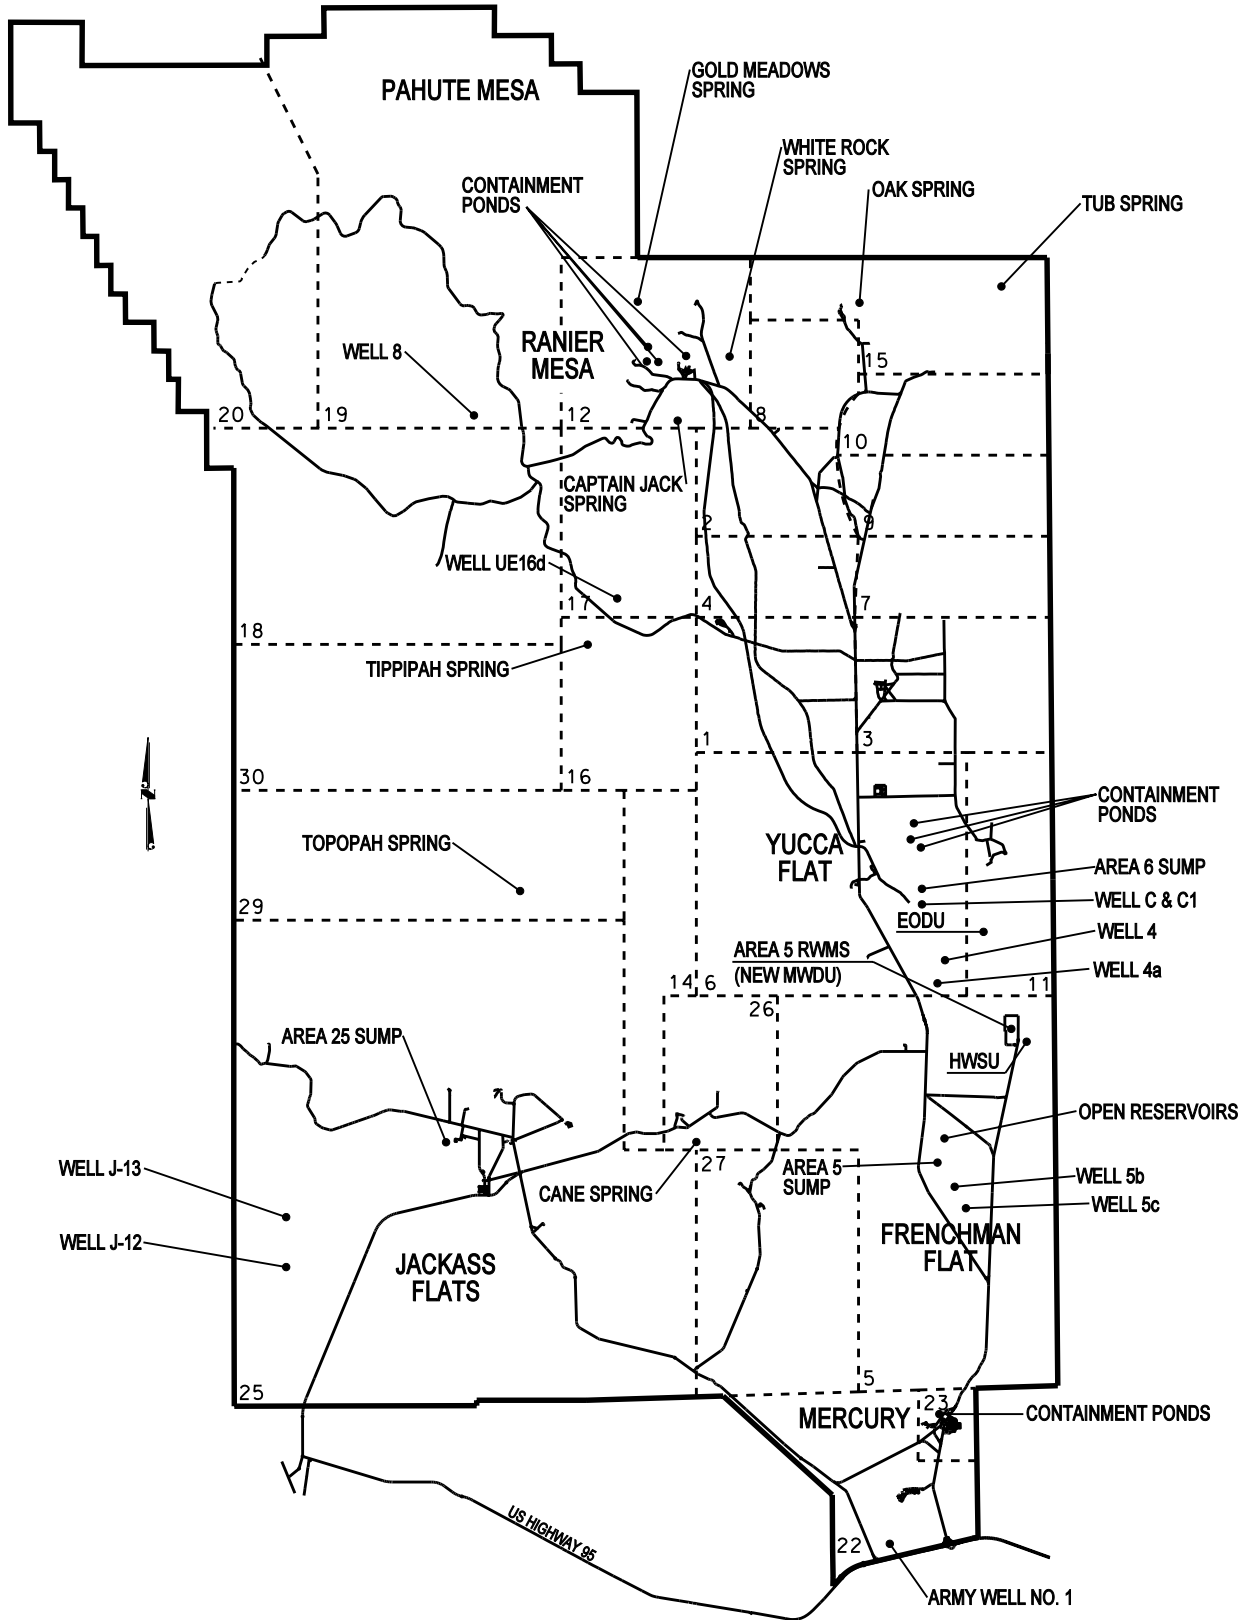 PAHUTE MESA
GOLD MEADOWS
SPRING
WHITE ROCK
SPRING
CONTAINMENT
PONDS
OAK SPRING
TUB SPRING
RANIER
MESA
WELL 8
15
20
19
12
8
10
CAPTAIN JACK
SPRING
2
9
WELL UE16d
17
4
7
18
TIPPIPAH SPRING
1
3
N
30
16
CONTAINMENT
PONDS
TOPOPAH SPRING
YUCCA
FLAT
AREA 6 SUMP
WELL C & C1
29
EODU
WELL 4
AREA 5 RWMS
(NEW MWDU)
WELL 4a
14
6
11
26
AREA 25 SUMP
HWSU
OPEN RESERVOIRS
WELL J-13
27
AREA 5
SUMP
WELL 5b
CANE SPRING
WELL 5c
WELL J-12
JACKASS
FLATS
FRENCHMAN
FLAT
25
5
23
MERCURY
CONTAINMENT PONDS
US HIGHWAY 95
22
ARMY WELL NO. 1